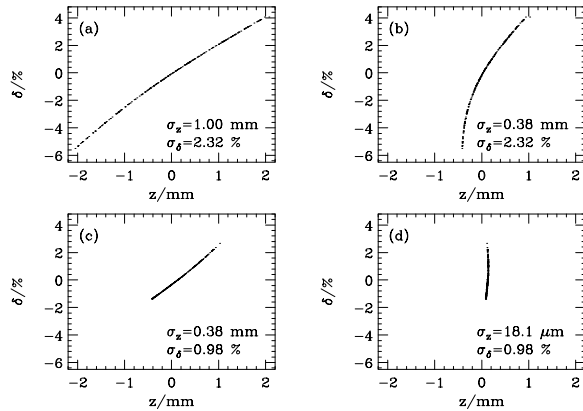 (a)
4
2
0
−2
−4
−6
δ/%
σz=1.00 mm
σδ=2.32 %
−2 −1 0 1 2
z/mm
(b)
4
2
0
−2
−4
−6
δ/%
σz=0.38 mm
σδ=2.32 %
−2 −1 0 1 2
z/mm
(c)
4
2
0
−2
−4
−6
δ/%
σz=0.38 mm
σδ=0.98 %
−2 −1 0 1 2
z/mm
(d)
4
2
0
−2
−4
−6
δ/%
σz=18.1 μm
σδ=0.98 %
−2 −1 0 1 2
z/mm